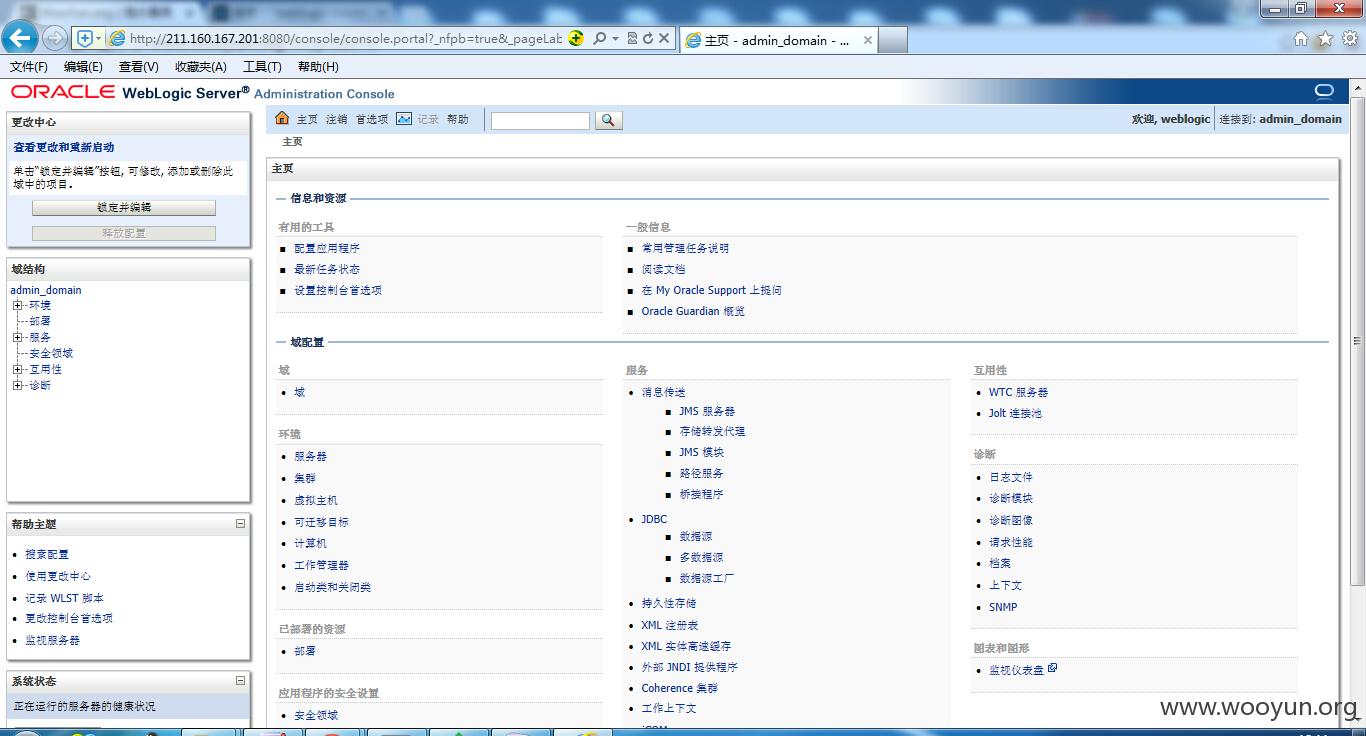 http://211.160.167.201:8080/console/console.portal?_nfpb=true&_pageLab
主页 - admin_domain - ...
文件(F) 编辑(E) 查看(V) 收藏夹(A) 工具(T) 帮助(H)
ORACLE WebLogic Server® Administration Console
更改中心
查看更改和重新启动
单击“锁定并编辑”按钮, 可修改, 添加或删除此
域中的项目。
锁定并编辑
释放配置
域结构
admin_domain
环境
部署
服务
安全领域
互用性
诊断
帮助主题
搜索配置
使用更改中心
记录 WLST 脚本
更改控制台首选项
监视服务器
系统状态
正在运行的服务器的健康状况
主页 注销 首选项 记录 帮助
欢迎, weblogic 连接到: admin_domain
主页
主页
信息和资源
有用的工具
配置应用程序
最新任务状态
设置控制台首选项
一般信息
常用管理任务说明
阅读文档
在 My Oracle Support 上提问
Oracle Guardian 概览
域配置
域
域
环境
服务器
集群
虚拟主机
可迁移目标
计算机
工作管理器
启动类和关闭类
已部署的资源
部署
应用程序的安全设置
安全领域
服务
消息传送
JMS 服务器
存储转发代理
JMS 模块
路径服务
桥接程序
JDBC
数据源
多数据源
数据源工厂
持久性存储
XML 注册表
XML 实体高速缓存
外部 JNDI 提供程序
Coherence 集群
工作上下文
互用性
WTC 服务器
Jolt 连接池
诊断
日志文件
诊断模块
诊断图像
请求性能
档案
上下文
SNMP
图表和图形
监视仪表盘
www.wooyun.org